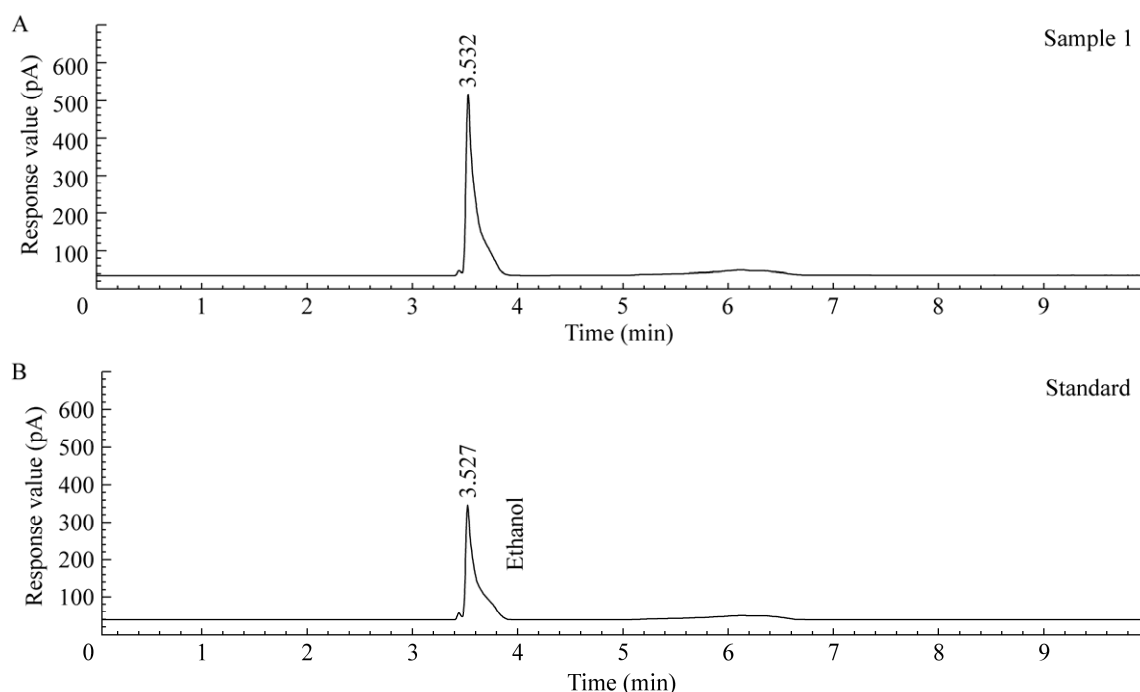 A
Sample 1
3.532
Response value (pA)
600
500
400
300
200
100
0
1 2 3 4 5 6 7 8 9
Time (min)
B
Standard
3.527
Ethanol
Response value (pA)
600
500
400
300
200
100
0
1 2 3 4 5 6 7 8 9
Time (min)